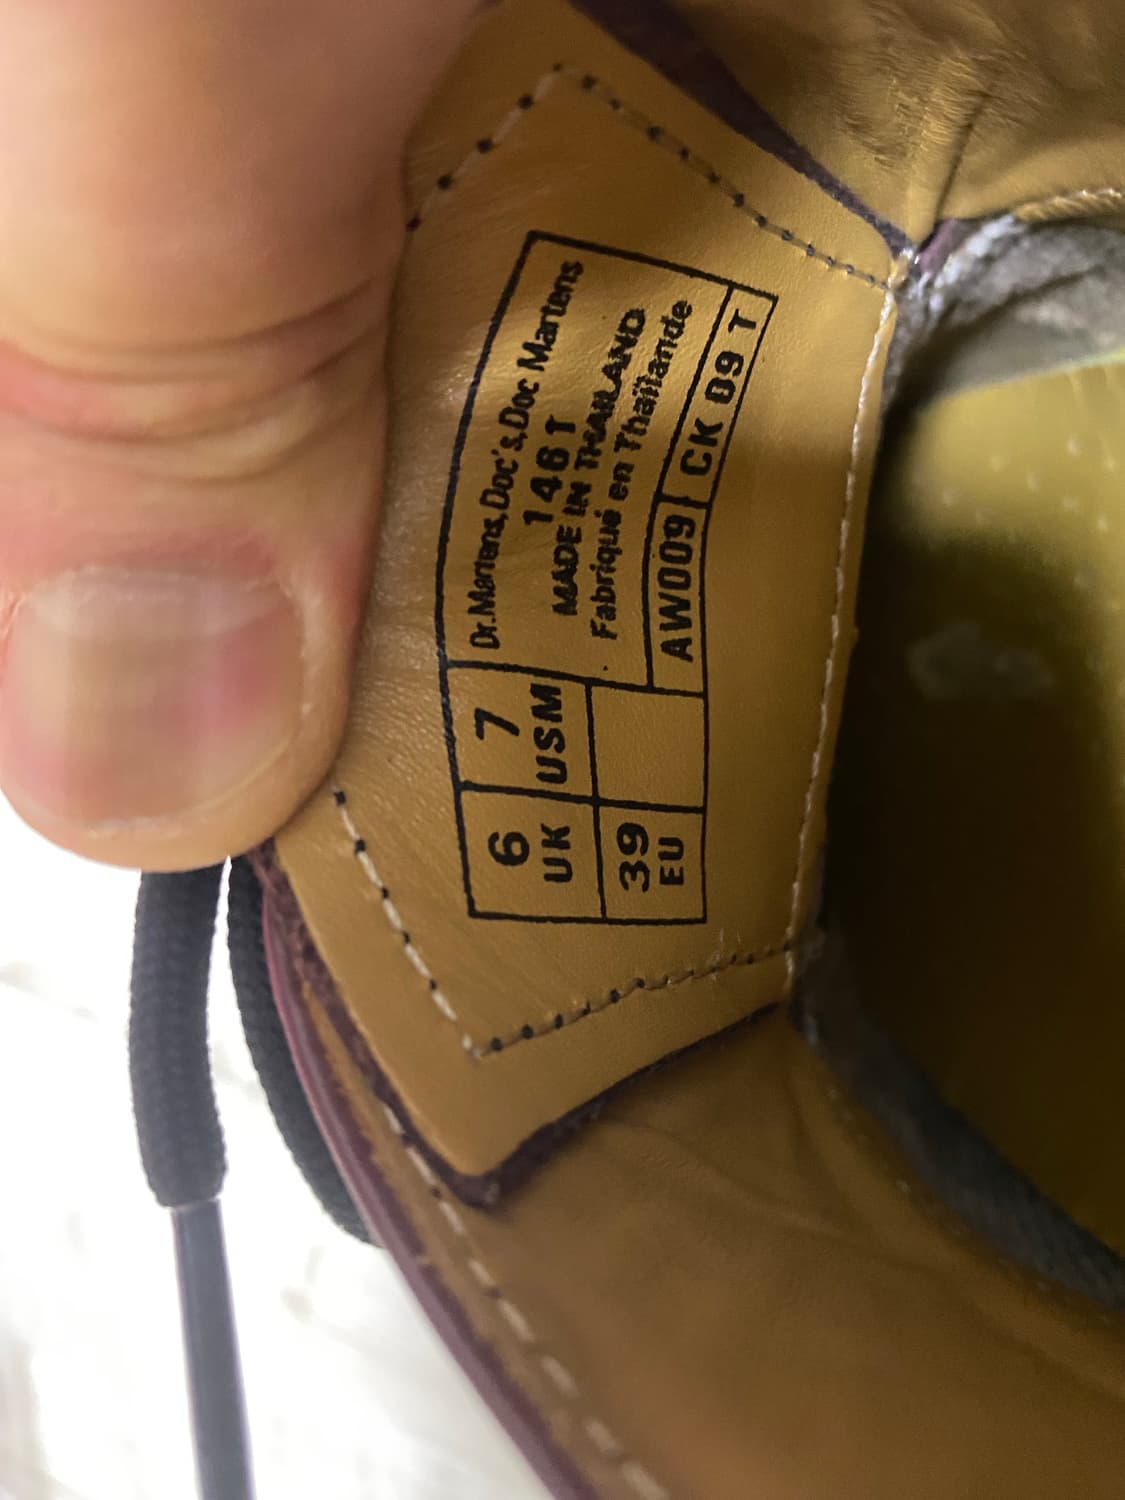 6
UK
7
USM
39
EU
Dr.Martens,Doc's,Doc Martens
1461
MADE IN THAILAND
Fabriqué en Thaïlande
AW009 CK 09 T